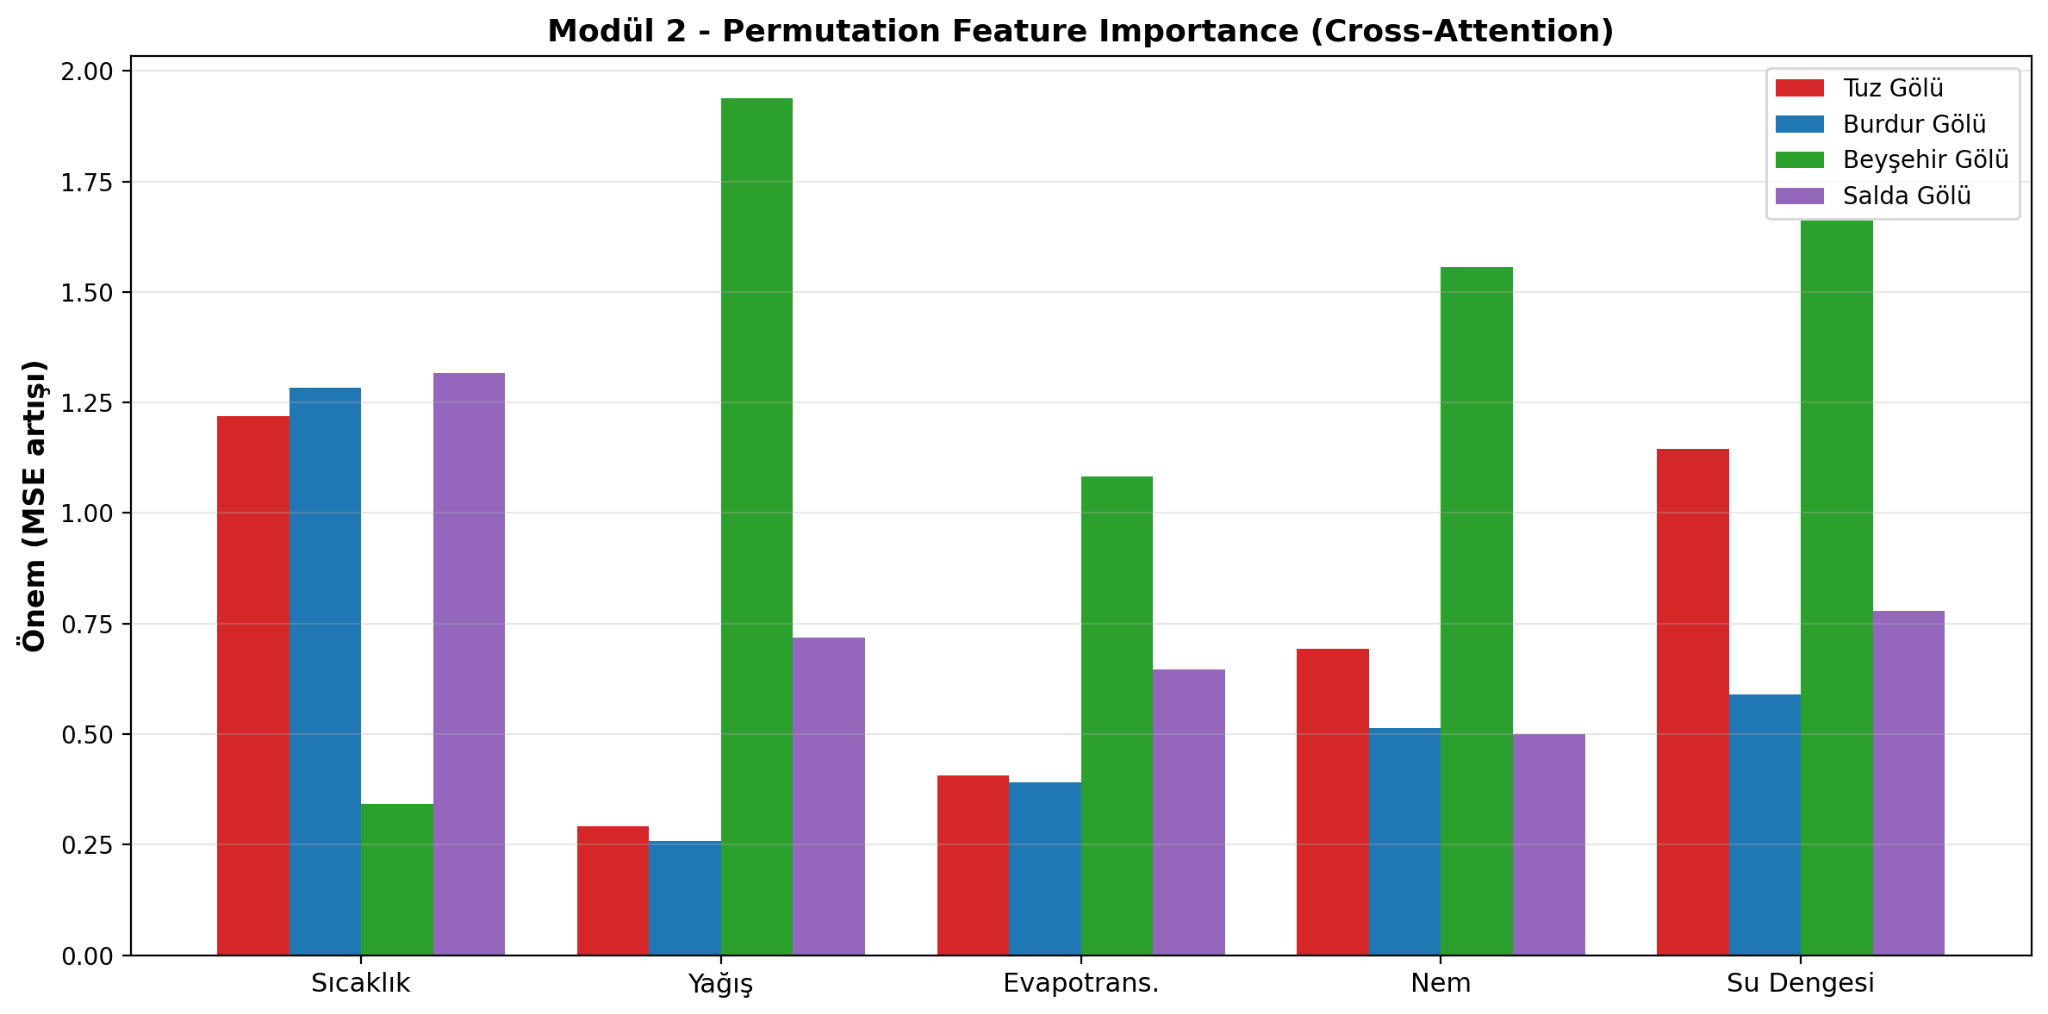 Modül 2 - Permutation Feature Importance (Cross-Attention)
Önem (MSE artışı)
2.00
1.75
1.50
1.25
1.00
0.75
0.50
0.25
0.00
Tuz Gölü
Burdur Gölü
Beyşehir Gölü
Salda Gölü
Sıcaklık
Yağış
Evapotrans.
Nem
Su Dengesi